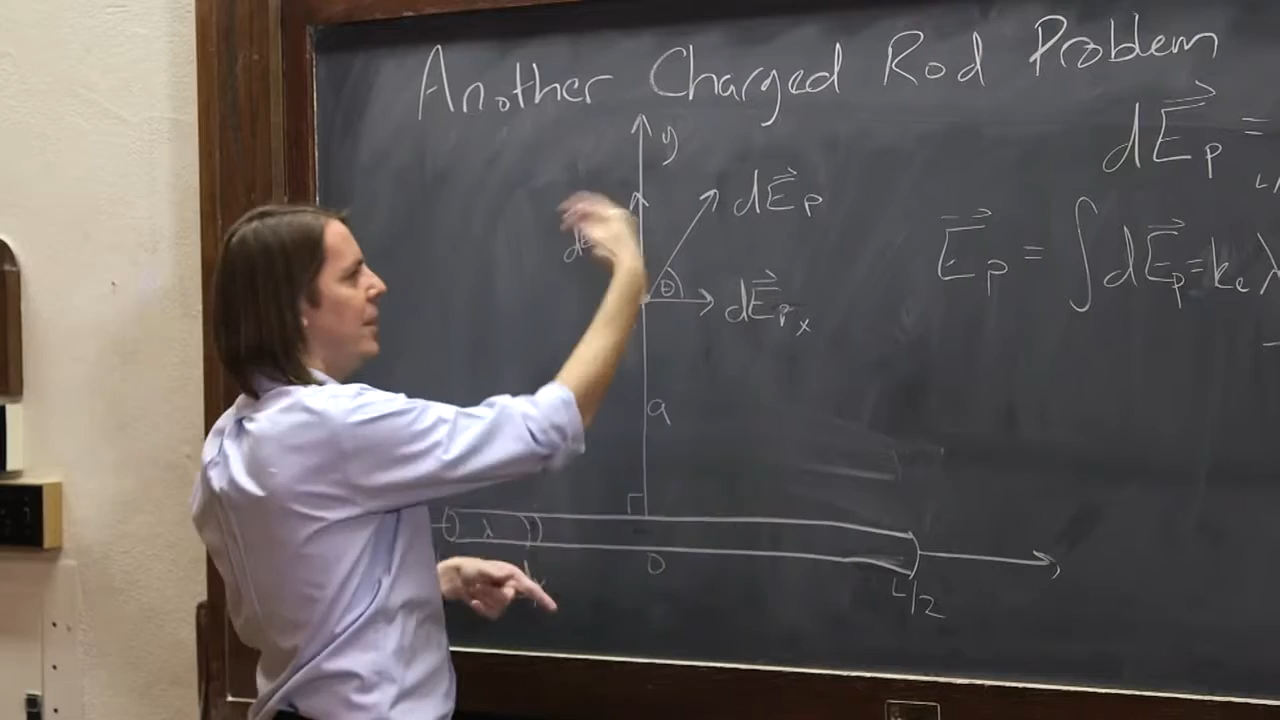 Another Charged Rod Problem
y
dE⃗p =
dE⃗p
E⃗p = ∫dE⃗p = ke λ
θ
dE⃗px
a
λ
0
L/2